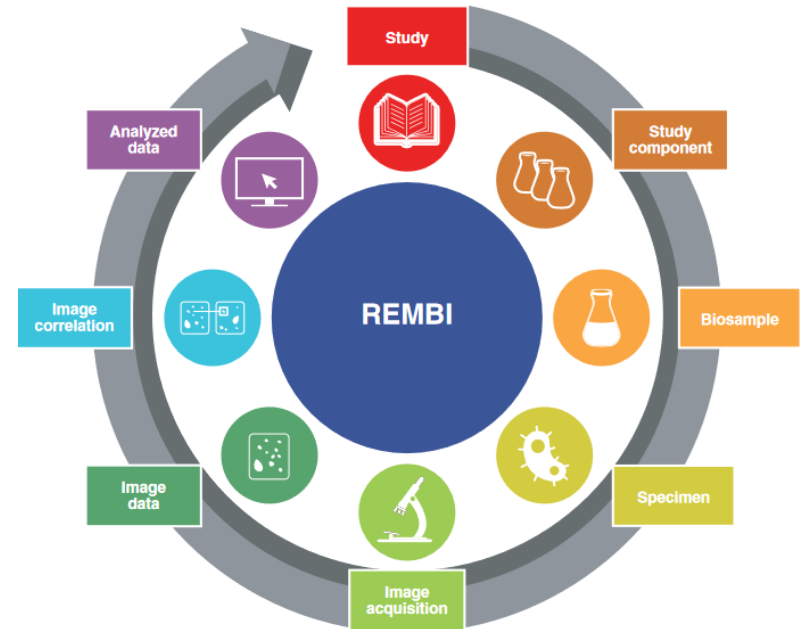 Study
Study
component
Biosample
Specimen
Image
acquisition
Image
data
Image
correlation
Analyzed
data
REMBI